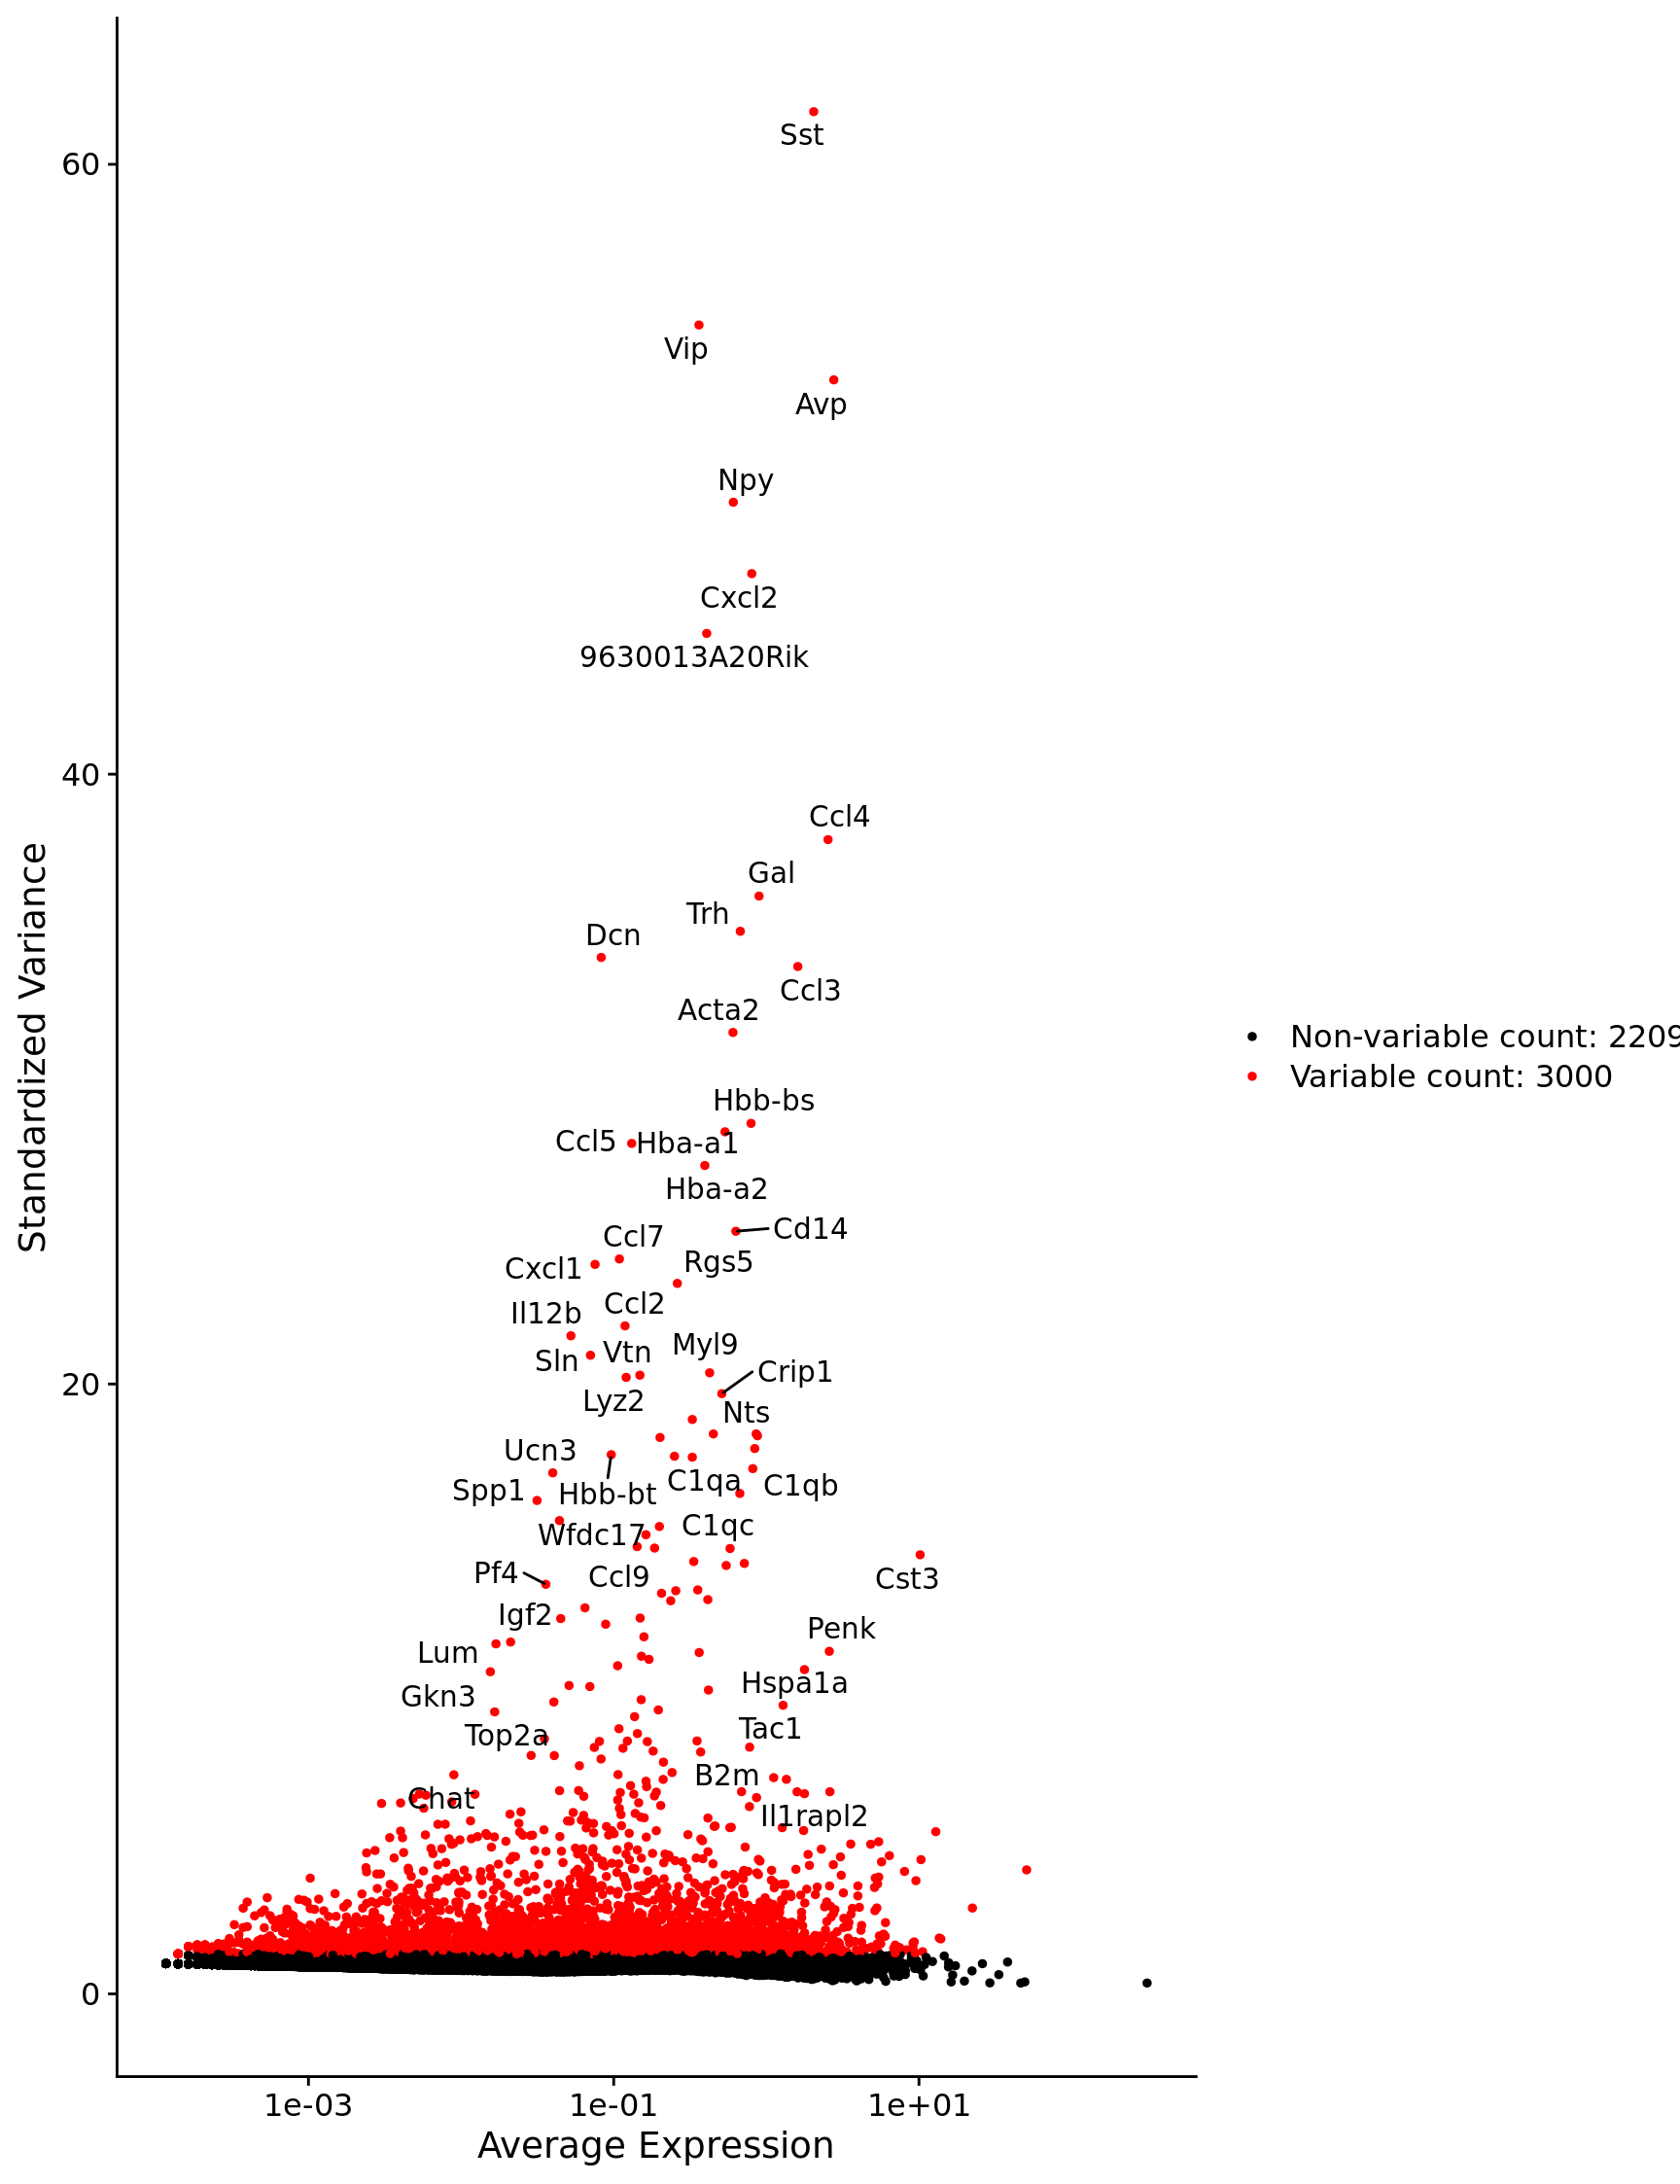 Sst
60
Vip
Avp
Npy
Cxcl2
9630013A20Rik
40
Ccl4
Gal
Trh
Dcn
Ccl3
Acta2
Standardized Variance
Non-variable count: 2209
Variable count: 3000
Hbb-bs
Ccl5
Hba-a1
Hba-a2
Cd14
Ccl7
Cxcl1
Rgs5
Ccl2
Il12b
Myl9
Vtn
Sln
Crip1
20
Lyz2
Nts
Ucn3
C1qa
C1qb
Spp1
Hbb-bt
C1qc
Wfdc17
Pf4
Ccl9
Cst3
Igf2
Penk
Lum
Hspa1a
Gkn3
Tac1
Top2a
B2m
Chat
Il1rapl2
0
1e-03
1e-01
1e+01
Average Expression